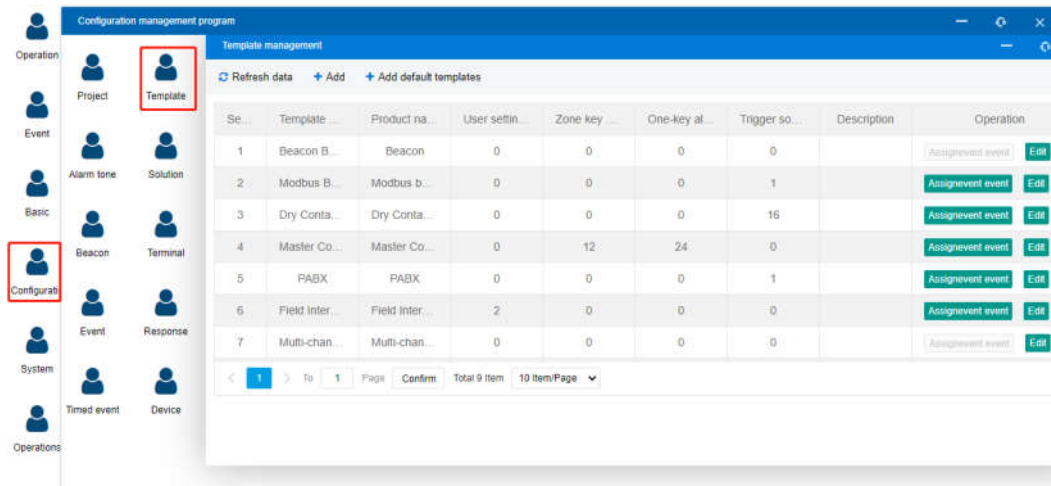 Configuration management program
Operation
Event
Basic
Configurati
System
Operations
Project
Template
Alarm tone
Solution
Beacon
Terminal
Event
Response
Timed event
Device
Template management
Refresh data + Add + Add default templates
Se... Template ... Product na... User settin... Zone key ... One-key al... Trigger so... Description Operation
1 Beacon B... Beacon 0 0 0 0 Assignevent event Edit
2 Modbus B... Modbus b... 0 0 0 1 Assignevent event Edit
3 Dry Conta... Dry Conta... 0 0 0 16 Assignevent event Edit
4 Master Co... Master Co... 0 12 24 0 Assignevent event Edit
5 PABX PABX 0 0 0 1 Assignevent event Edit
6 Field Inter... Field Inter... 2 0 0 0 Assignevent event Edit
7 Multi-chan... Multi-chan... 0 0 0 0 Assignevent event Edit
< 1 > To 1 Page Confirm Total 9 Item 10 Item/Page